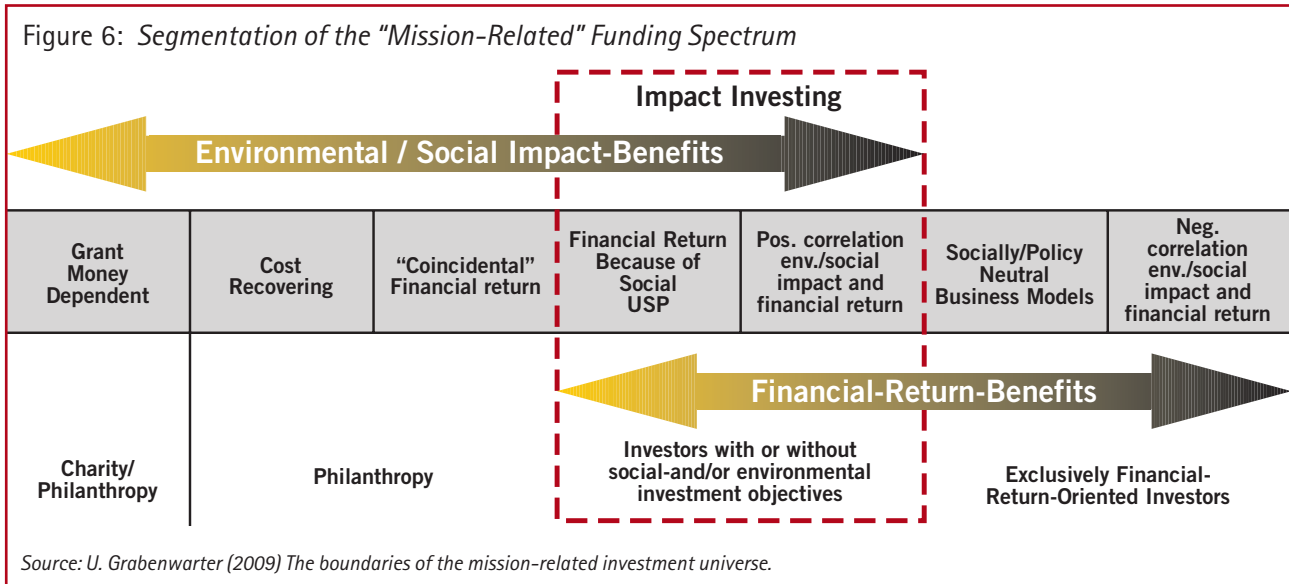 Figure 6: Segmentation of the “Mission-Related” Funding Spectrum
Impact Investing
Environmental / Social Impact-Benefits
Grant
Money
Dependent
Cost
Recovering
“Coincidental”
Financial return
Financial Return
Because of
Social
USP
Pos. correlation
env./social
impact and
financial return
Socially/Policy
Neutral
Business Models
Neg.
correlation
env./social
impact and
financial return
Financial-Return-Benefits
Charity/
Philanthropy
Philanthropy
Investors with or without
social-and/or environmental
investment objectives
Exclusively Financial-
Return-Oriented Investors
Source: U. Grabenwarter (2009) The boundaries of the mission-related investment universe.